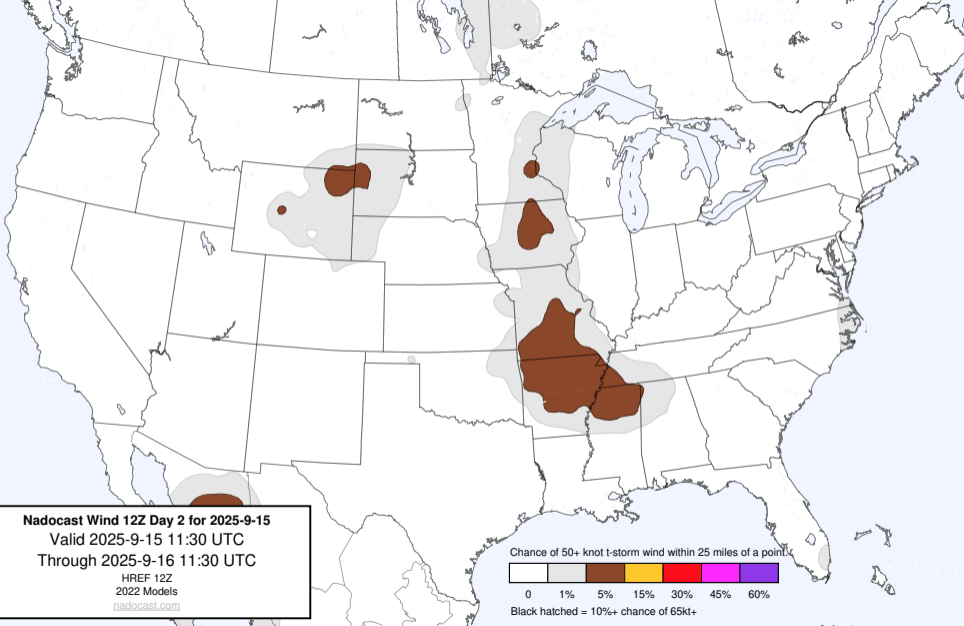 Nadocast Wind 12Z Day 2 for 2025-9-15
Valid 2025-9-15 11:30 UTC
Through 2025-9-16 11:30 UTC
HREF 12Z
2022 Models
nadocast.com
Chance of 50+ knot t-storm wind within 25 miles of a point.
0 1% 5% 15% 30% 45% 60%
Black hatched = 10%+ chance of 65kt+